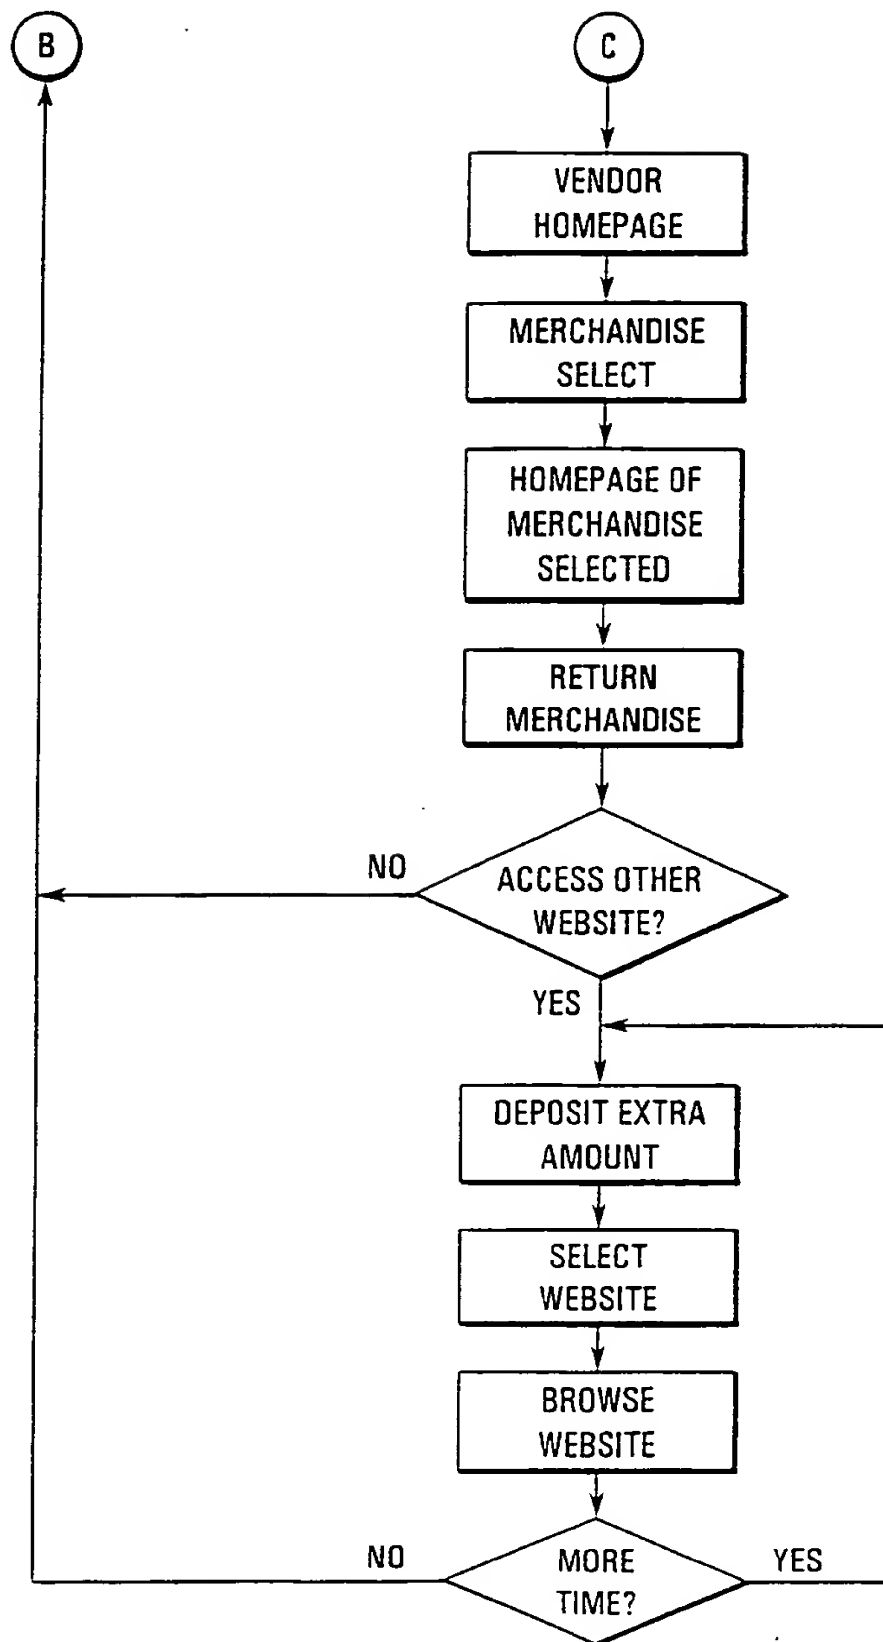 B
C
VENDOR
HOMEPAGE
MERCHANDISE
SELECT
HOMEPAGE OF
MERCHANDISE
SELECTED
RETURN
MERCHANDISE
NO
ACCESS OTHER
WEBSITE?
YES
DEPOSIT EXTRA
AMOUNT
SELECT
WEBSITE
BROWSE
WEBSITE
NO
MORE
TIME?
YES